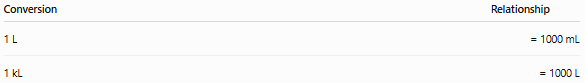 Conversion Relationship
1 L = 1000 mL
1 kL = 1000 L